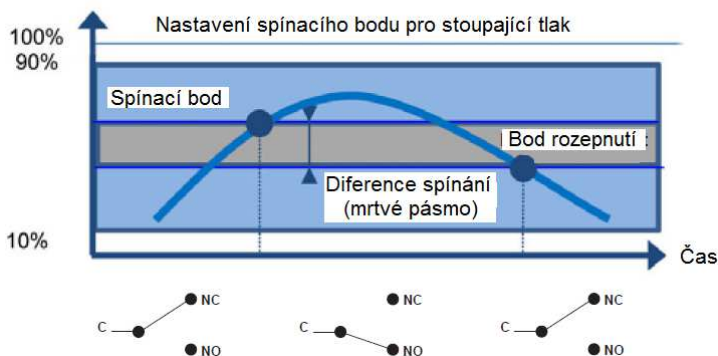 Nastavení spínacího bodu pro stoupající tlak
100%
90%
Spínací bod
Bod rozepnutí
Diference spínání
(mrtvé pásmo)
10%
Čas
NC
C
NO
NC
C
NO
NC
C
NO